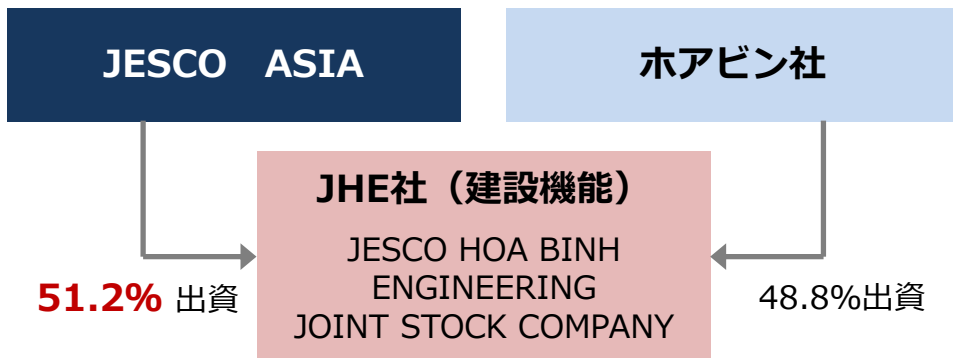 JESCO　ASIA
ホアビン社
JHE社（建設機能）
JESCO HOA BINH
ENGINEERING
JOINT STOCK COMPANY
51.2% 出資
48.8%出資